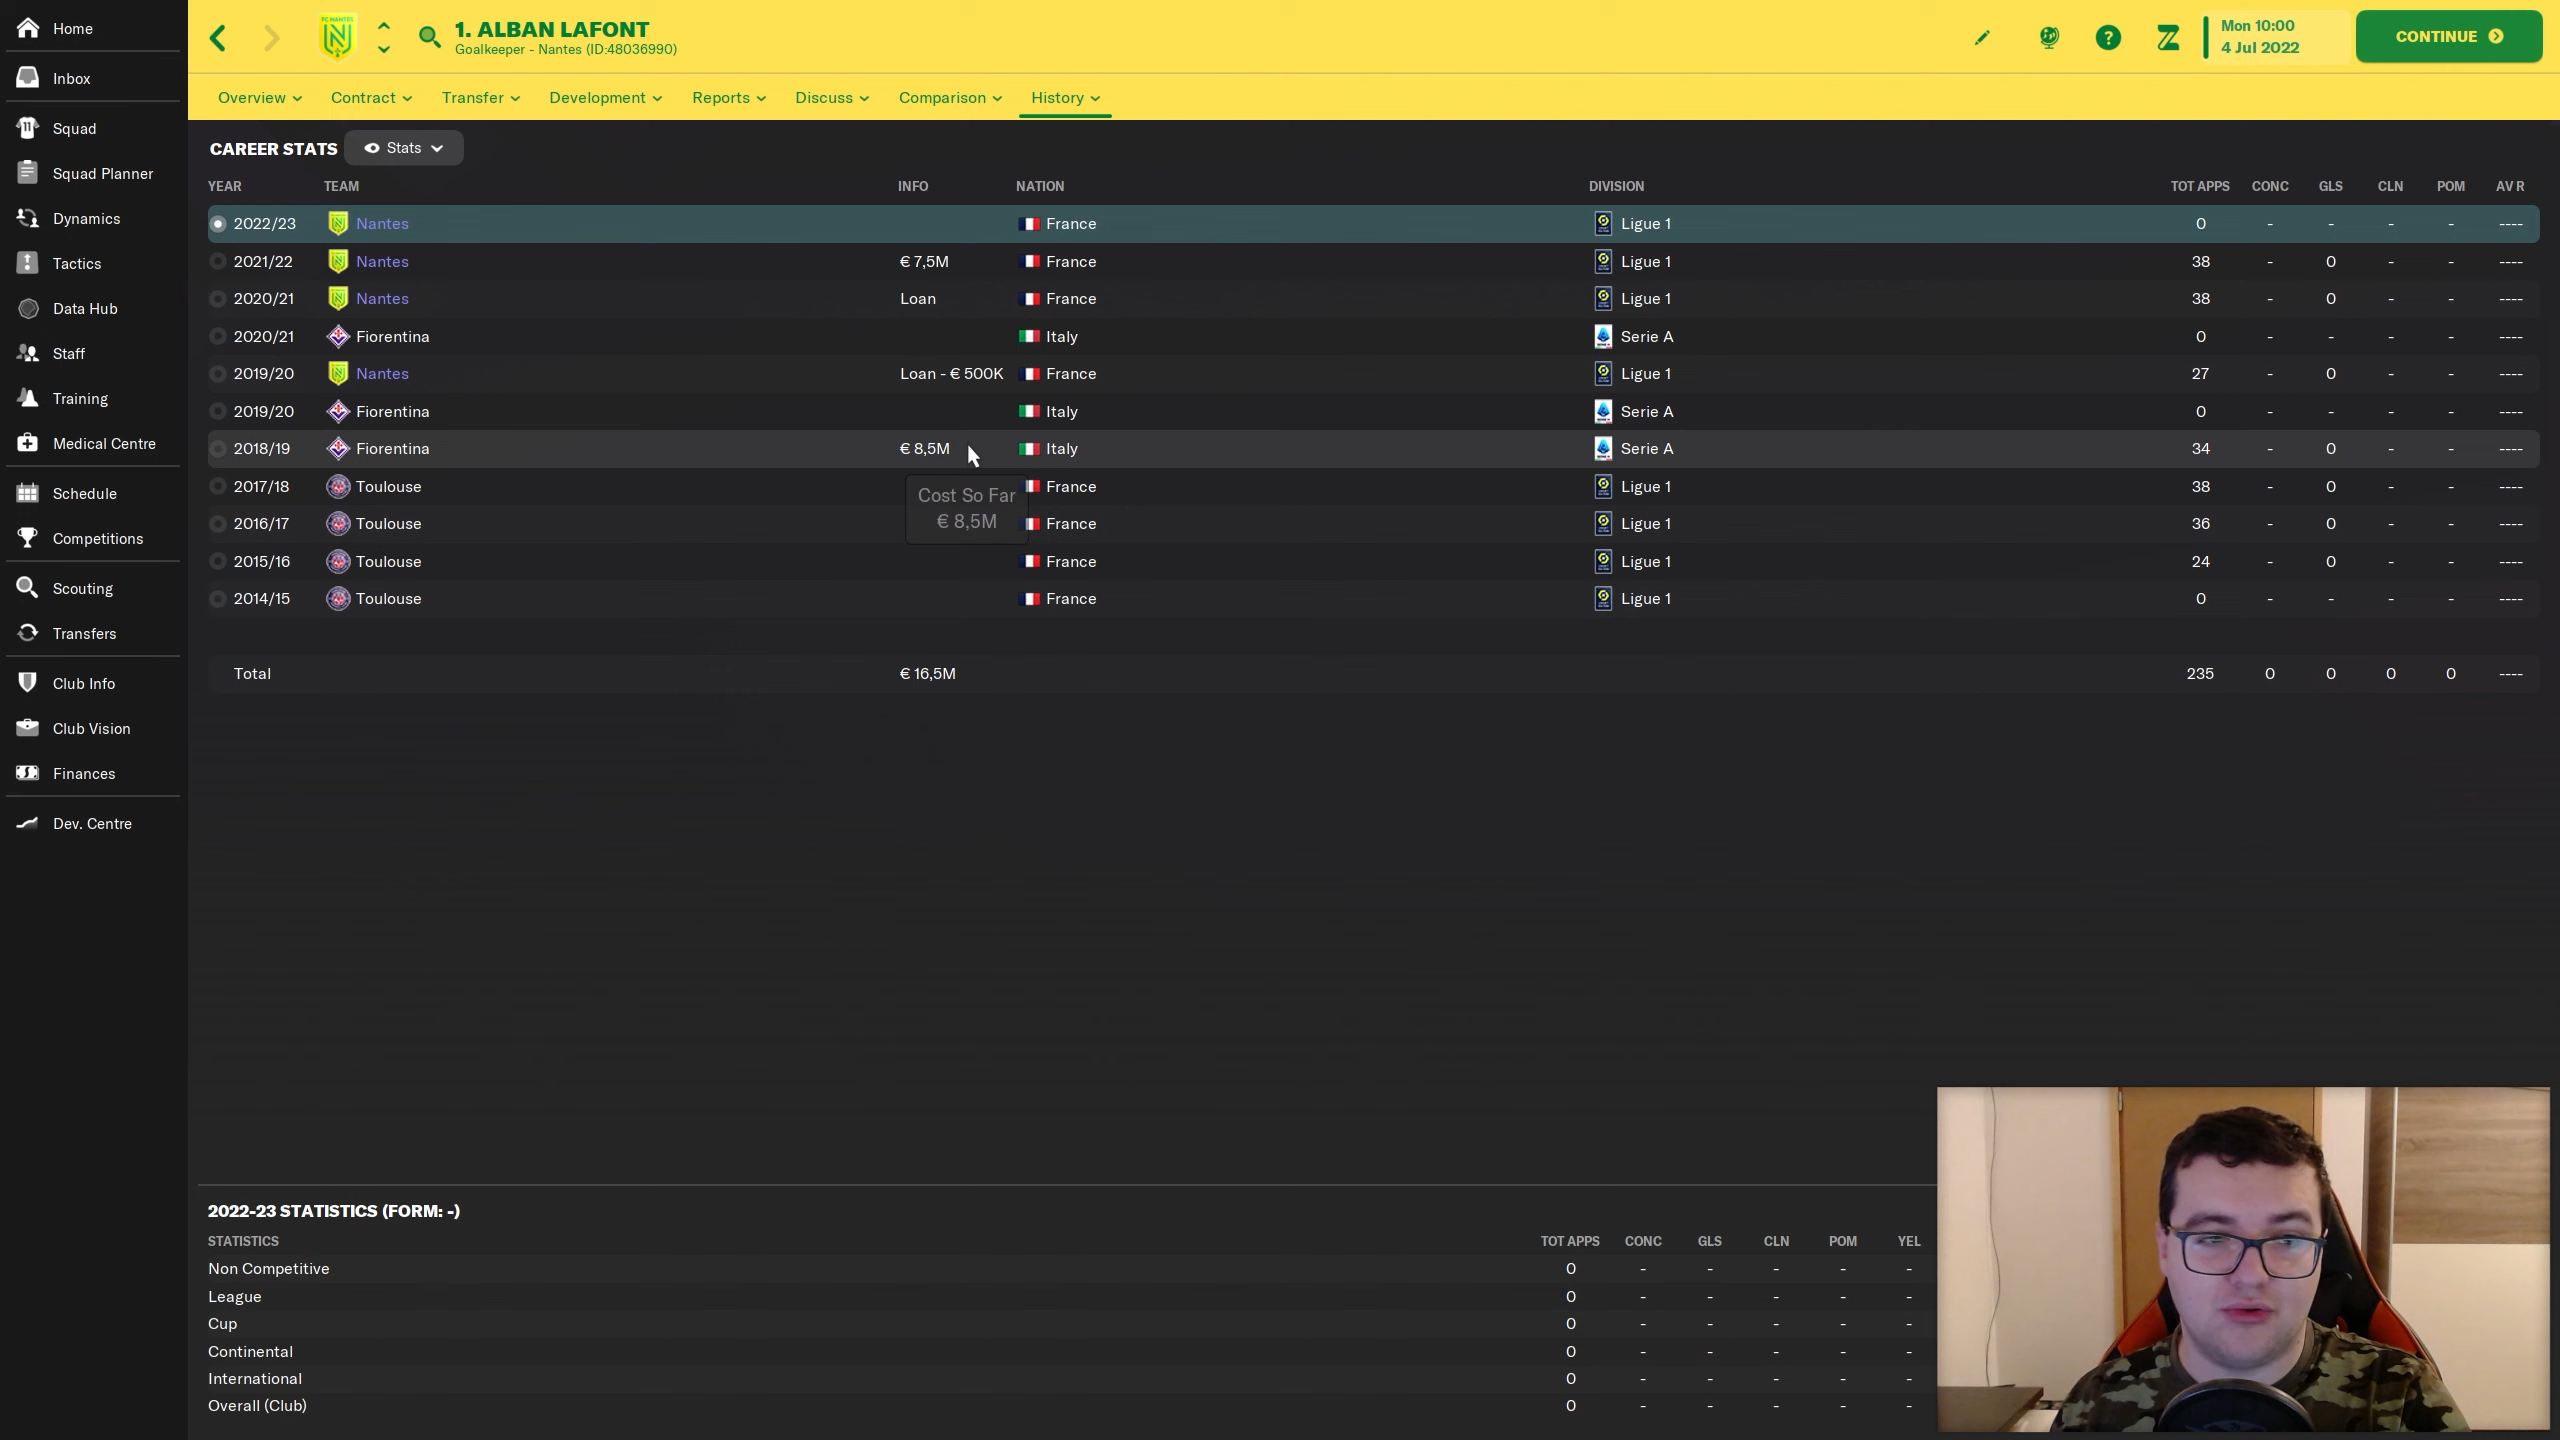 Home
Inbox
Squad
Squad Planner
Dynamics
Tactics
Data Hub
Staff
Training
Medical Centre
Schedule
Competitions
Scouting
Transfers
Club Info
Club Vision
Finances
Dev. Centre
FC NANTES
1. ALBAN LAFONT
Goalkeeper - Nantes (ID:48036990)
Mon 10:00
4 Jul 2022
CONTINUE
Overview Contract Transfer Development Reports Discuss Comparison History
CAREER STATS Stats
YEAR TEAM INFO NATION DIVISION TOT APPS CONC GLS CLN POM AV R
2022/23 Nantes France Ligue 1 0 - - - - ----
2021/22 Nantes € 7,5M France Ligue 1 38 - 0 - - ----
2020/21 Nantes Loan France Ligue 1 38 - 0 - - ----
2020/21 Fiorentina Italy Serie A 0 - - - - ----
2019/20 Nantes Loan - € 500K France Ligue 1 27 - 0 - - ----
2019/20 Fiorentina Italy Serie A 0 - - - - ----
2018/19 Fiorentina € 8,5M Italy Serie A 34 - 0 - - ----
2017/18 Toulouse France Ligue 1 38 - 0 - - ----
Cost So Far
€ 8,5M
2016/17 Toulouse France Ligue 1 36 - 0 - - ----
2015/16 Toulouse France Ligue 1 24 - 0 - - ----
2014/15 Toulouse France Ligue 1 0 - - - - ----
Total € 16,5M 235 0 0 0 0 ----
2022-23 STATISTICS (FORM: -)
STATISTICS TOT APPS CONC GLS CLN POM YEL
Non Competitive 0 - - - - -
League 0 - - - - -
Cup 0 - - - - -
Continental 0 - - - - -
International 0 - - - - -
Overall (Club) 0 - - - - -